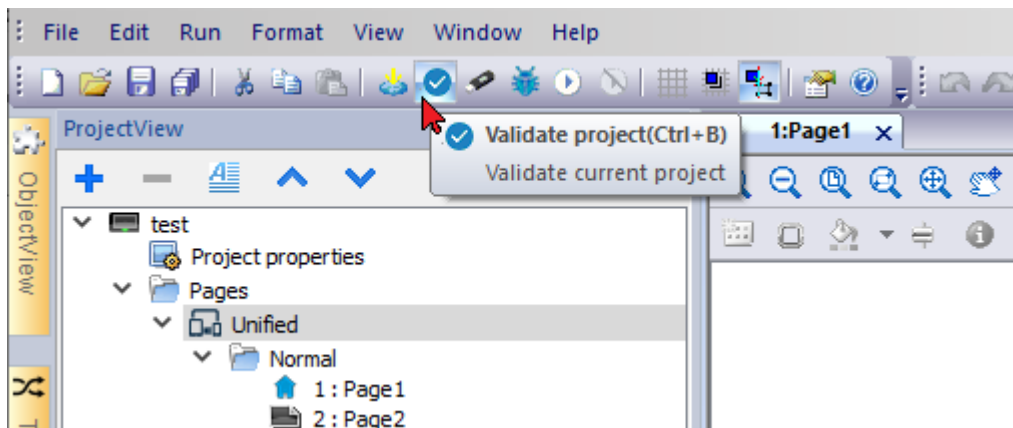 File Edit Run Format View Window Help
ProjectView
Validate project(Ctrl+B)
Validate current project
1:Page1
ObjectView
test
Project properties
Pages
Unified
Normal
1 : Page1
2 : Page2